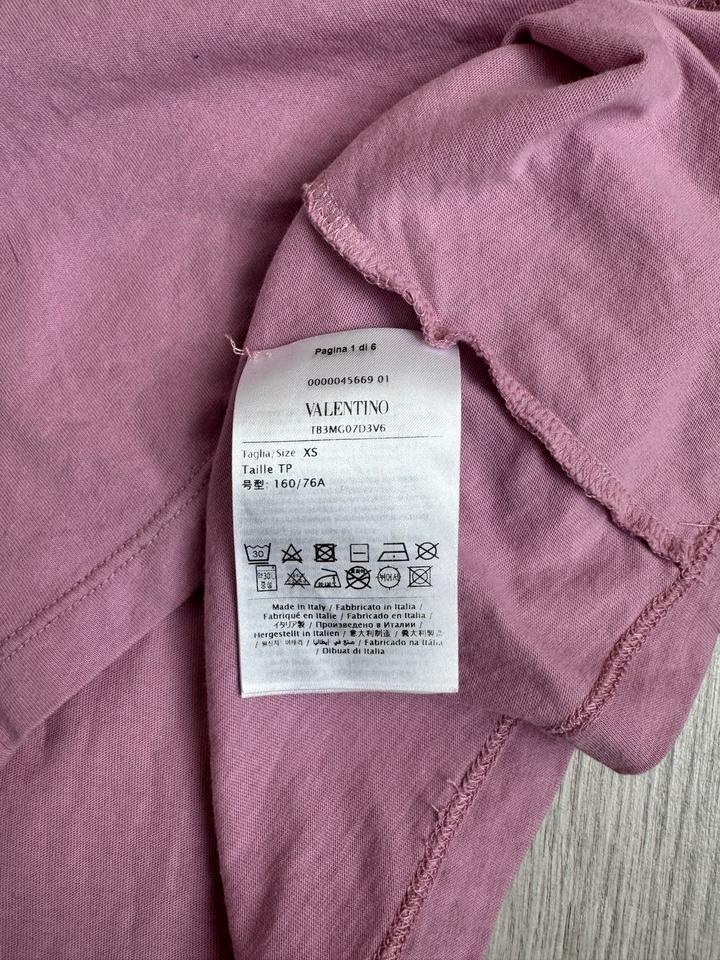 Pagina 1 di 6
0000045669 01
VALENTINO
TB3MG07D3V6
Taglia/Size XS
Taille TP
号型: 160/76A
30
Made in Italy / Fabbricato in Italia /
Fabriqué en Italie / Fabricado en Italia /
イタリア製 / Произведено в Италии /
Hergestellt in Italien / 意大利制造 / 義大利製造
/ صنع في إيطاليا / Fabricado na Itália
/ Dibuat di Italia